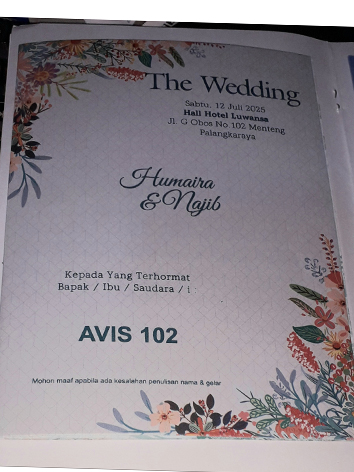 The Wedding
Sabtu, 12 Juli 2025
Hall Hotel Luwansa
Jl. G Obos No 102 Menteng
Palangkaraya
Humaira
& Najib
Kepada Yang Terhormat
Bapak / Ibu / Saudara / i :
AVIS 102
Mohon maaf apabila ada kesalahan penulisan nama & gelar